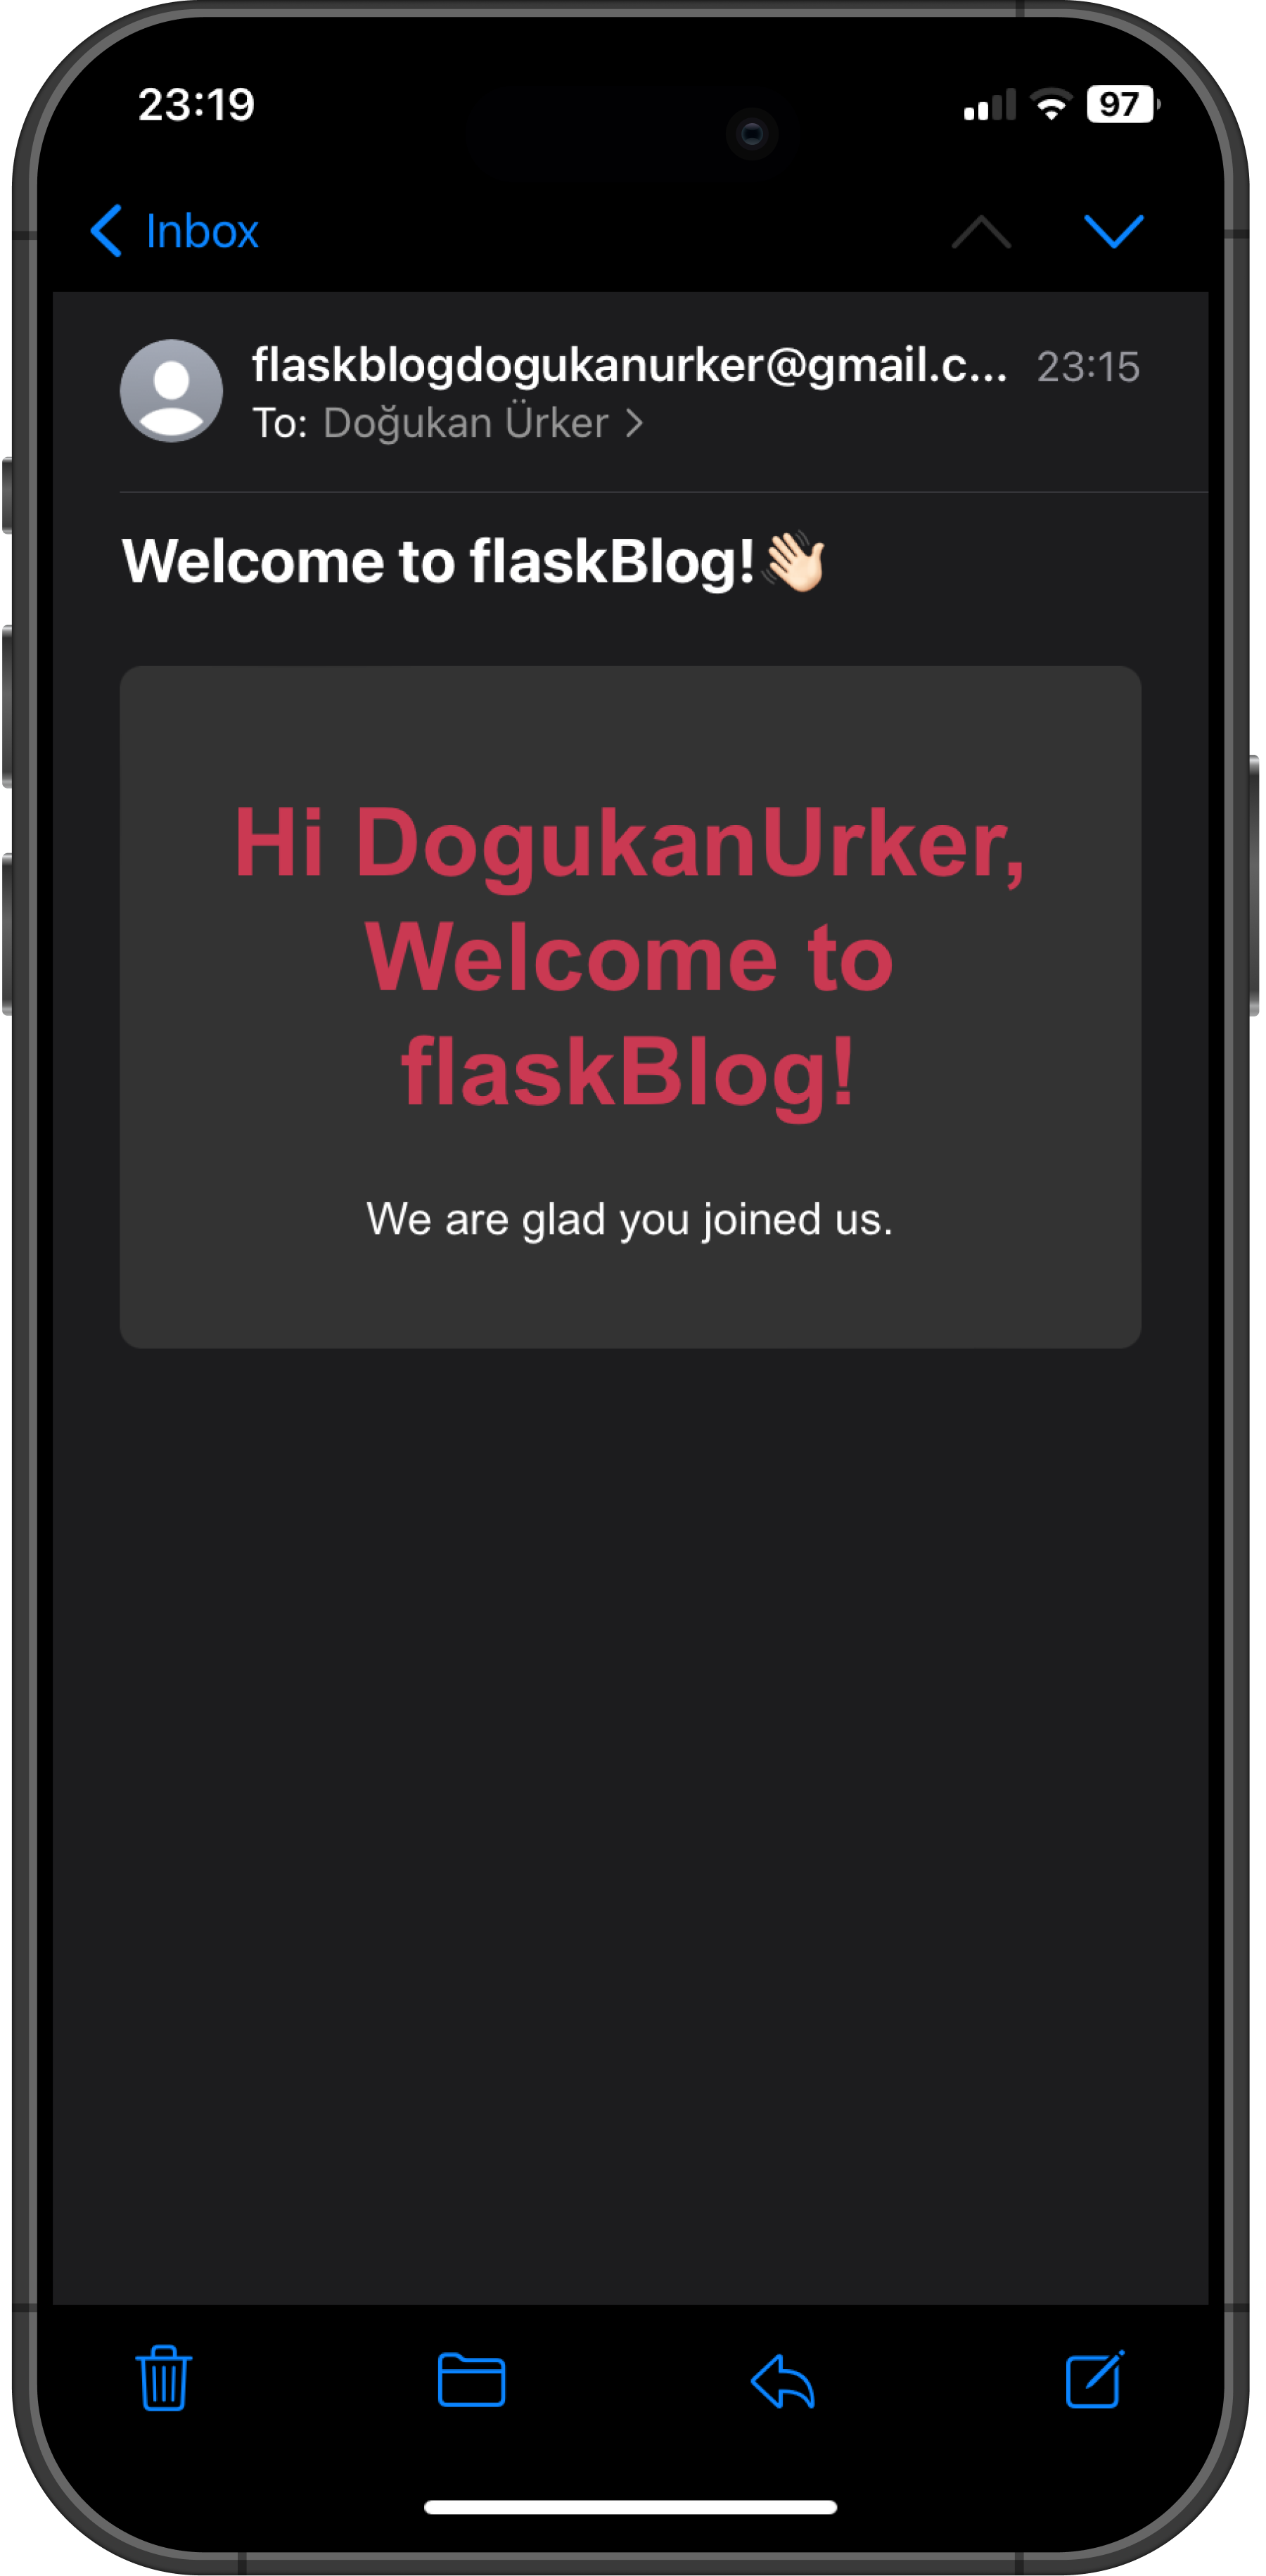 23:19
97
Inbox
flaskblogdogukanurker@gmail.c... 23:15
To: Doğukan Ürker
Welcome to flaskBlog!👋🏻
Hi DogukanUrker,
Welcome to
flaskBlog!
We are glad you joined us.